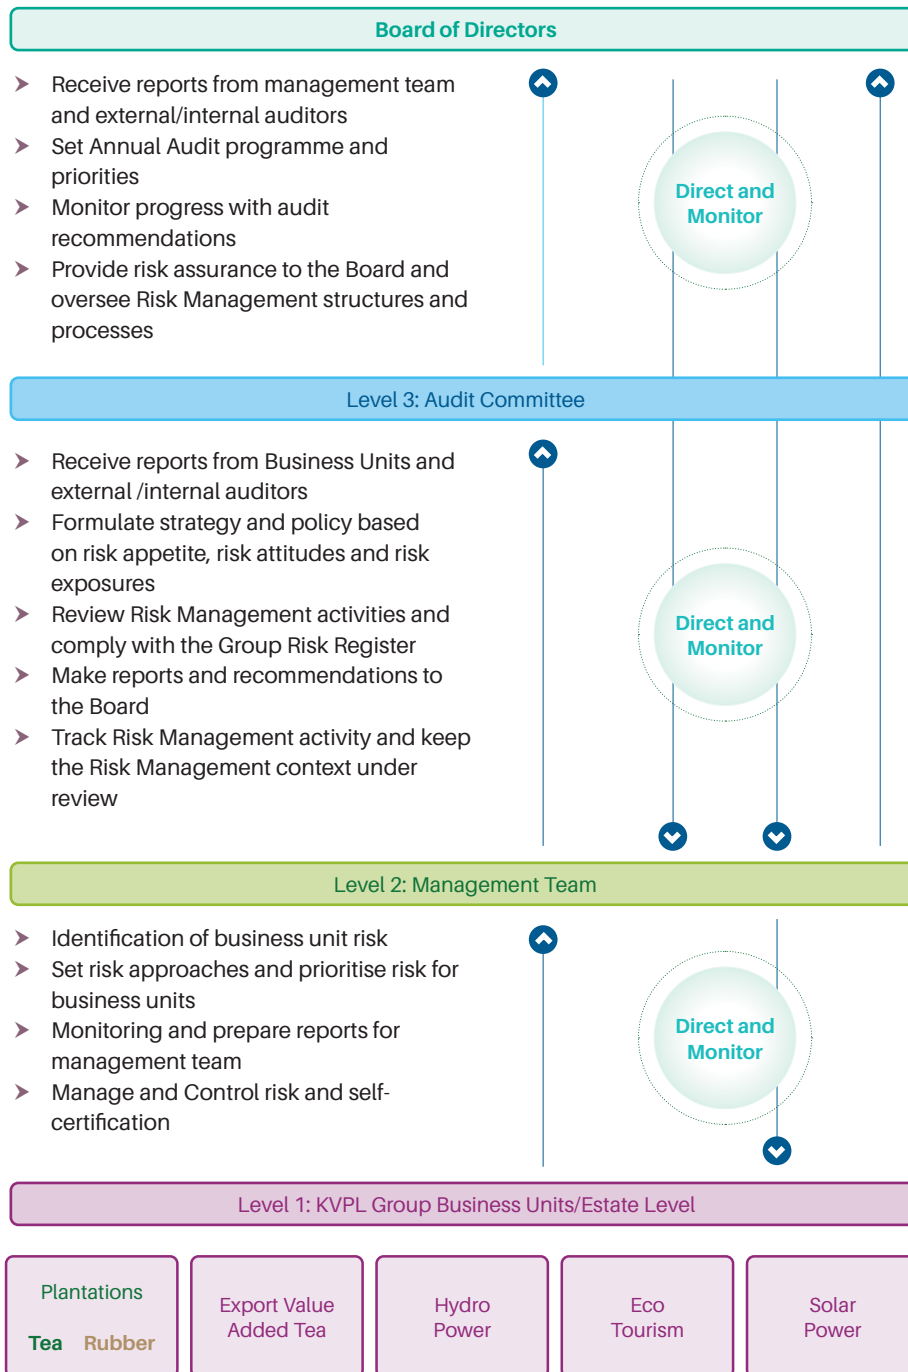 Board of Directors
Receive reports from management team
and external/internal auditors
Set Annual Audit programme and
priorities
Monitor progress with audit
recommendations
Provide risk assurance to the Board and
oversee Risk Management structures and
processes
Direct and
Monitor
Level 3: Audit Committee
Receive reports from Business Units and
external /internal auditors
Formulate strategy and policy based
on risk appetite, risk attitudes and risk
exposures
Review Risk Management activities and
comply with the Group Risk Register
Make reports and recommendations to
the Board
Track Risk Management activity and keep
the Risk Management context under
review
Direct and
Monitor
Level 2: Management Team
Identification of business unit risk
Set risk approaches and prioritise risk for
business units
Monitoring and prepare reports for
management team
Manage and Control risk and self-
certification
Direct and
Monitor
Level 1: KVPL Group Business Units/Estate Level
Plantations
Tea Rubber
Export Value
Added Tea
Hydro
Power
Eco
Tourism
Solar
Power